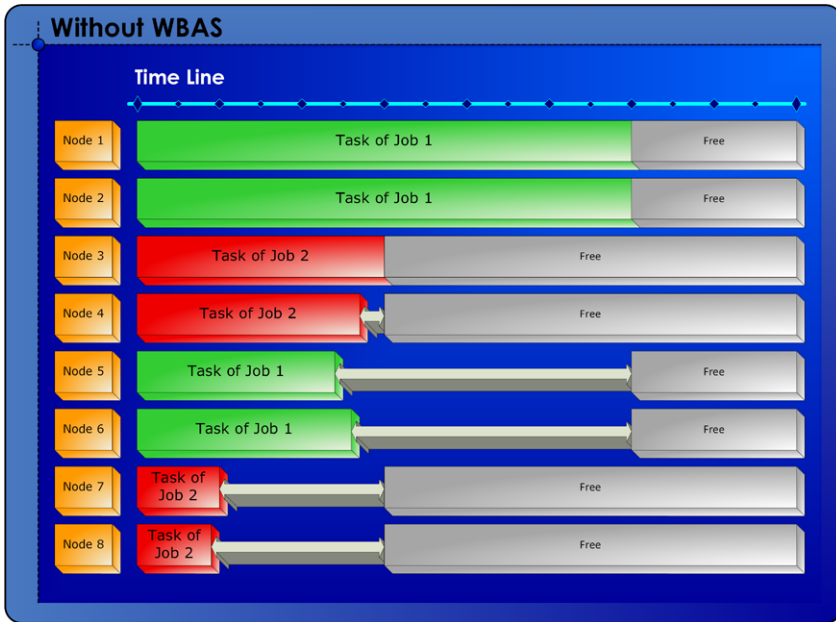 Without WBAS
Time Line
Node 1 Task of Job 1 Free
Node 2 Task of Job 1 Free
Node 3 Task of Job 2 Free
Node 4 Task of Job 2 Free
Node 5 Task of Job 1 Free
Node 6 Task of Job 1 Free
Node 7 Task of
Job 2 Free
Node 8 Task of
Job 2 Free